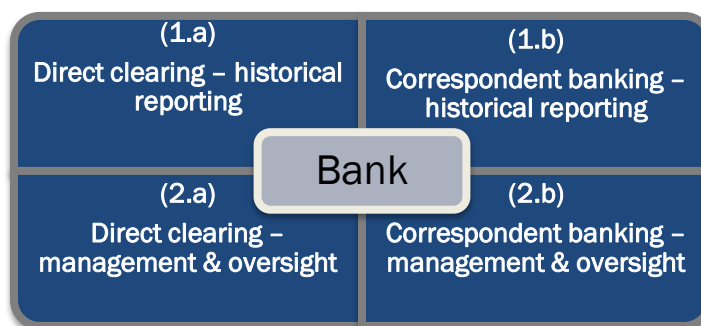 (1.a)
Direct clearing – historical
reporting
(1.b)
Correspondent banking –
historical reporting
Bank
(2.a)
Direct clearing –
management & oversight
(2.b)
Correspondent banking –
management & oversight